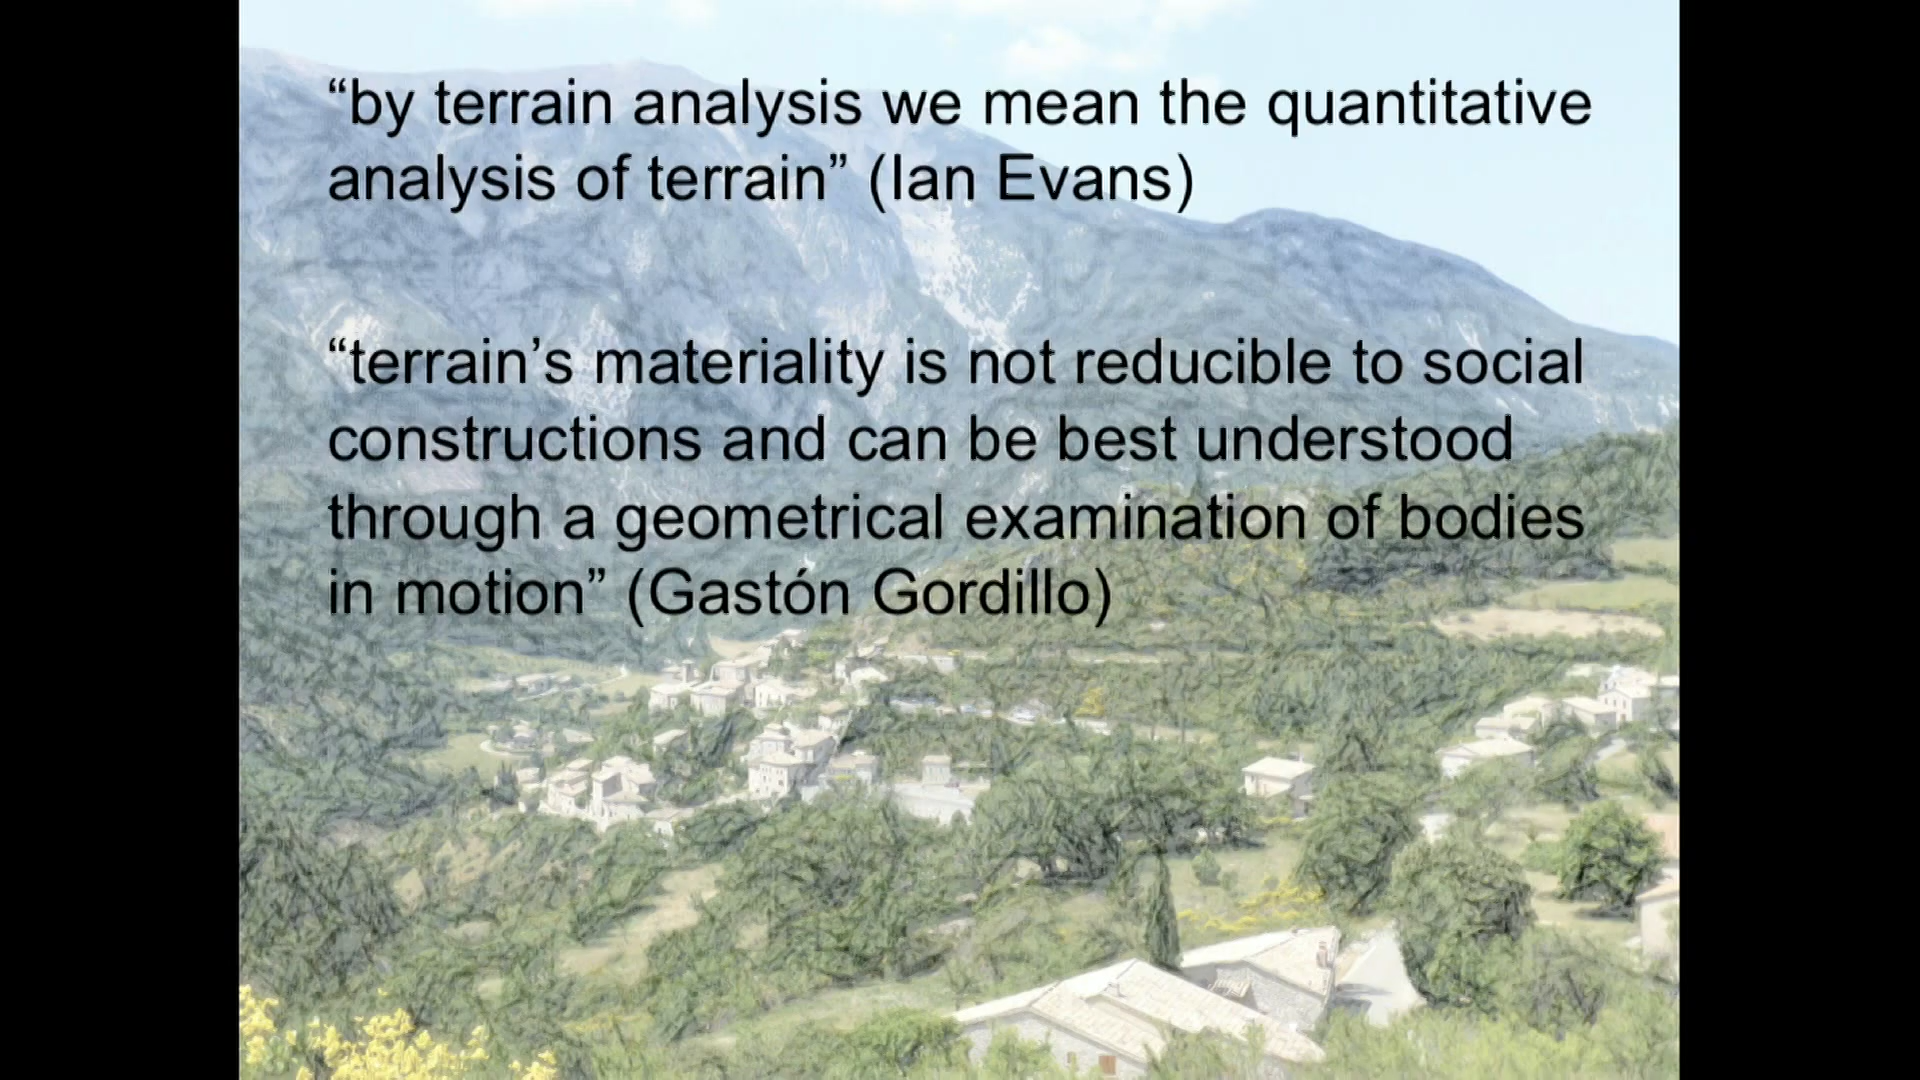 “by terrain analysis we mean the quantitative
analysis of terrain” (Ian Evans)
“terrain’s materiality is not reducible to social
constructions and can be best understood
through a geometrical examination of bodies
in motion” (Gastón Gordillo)